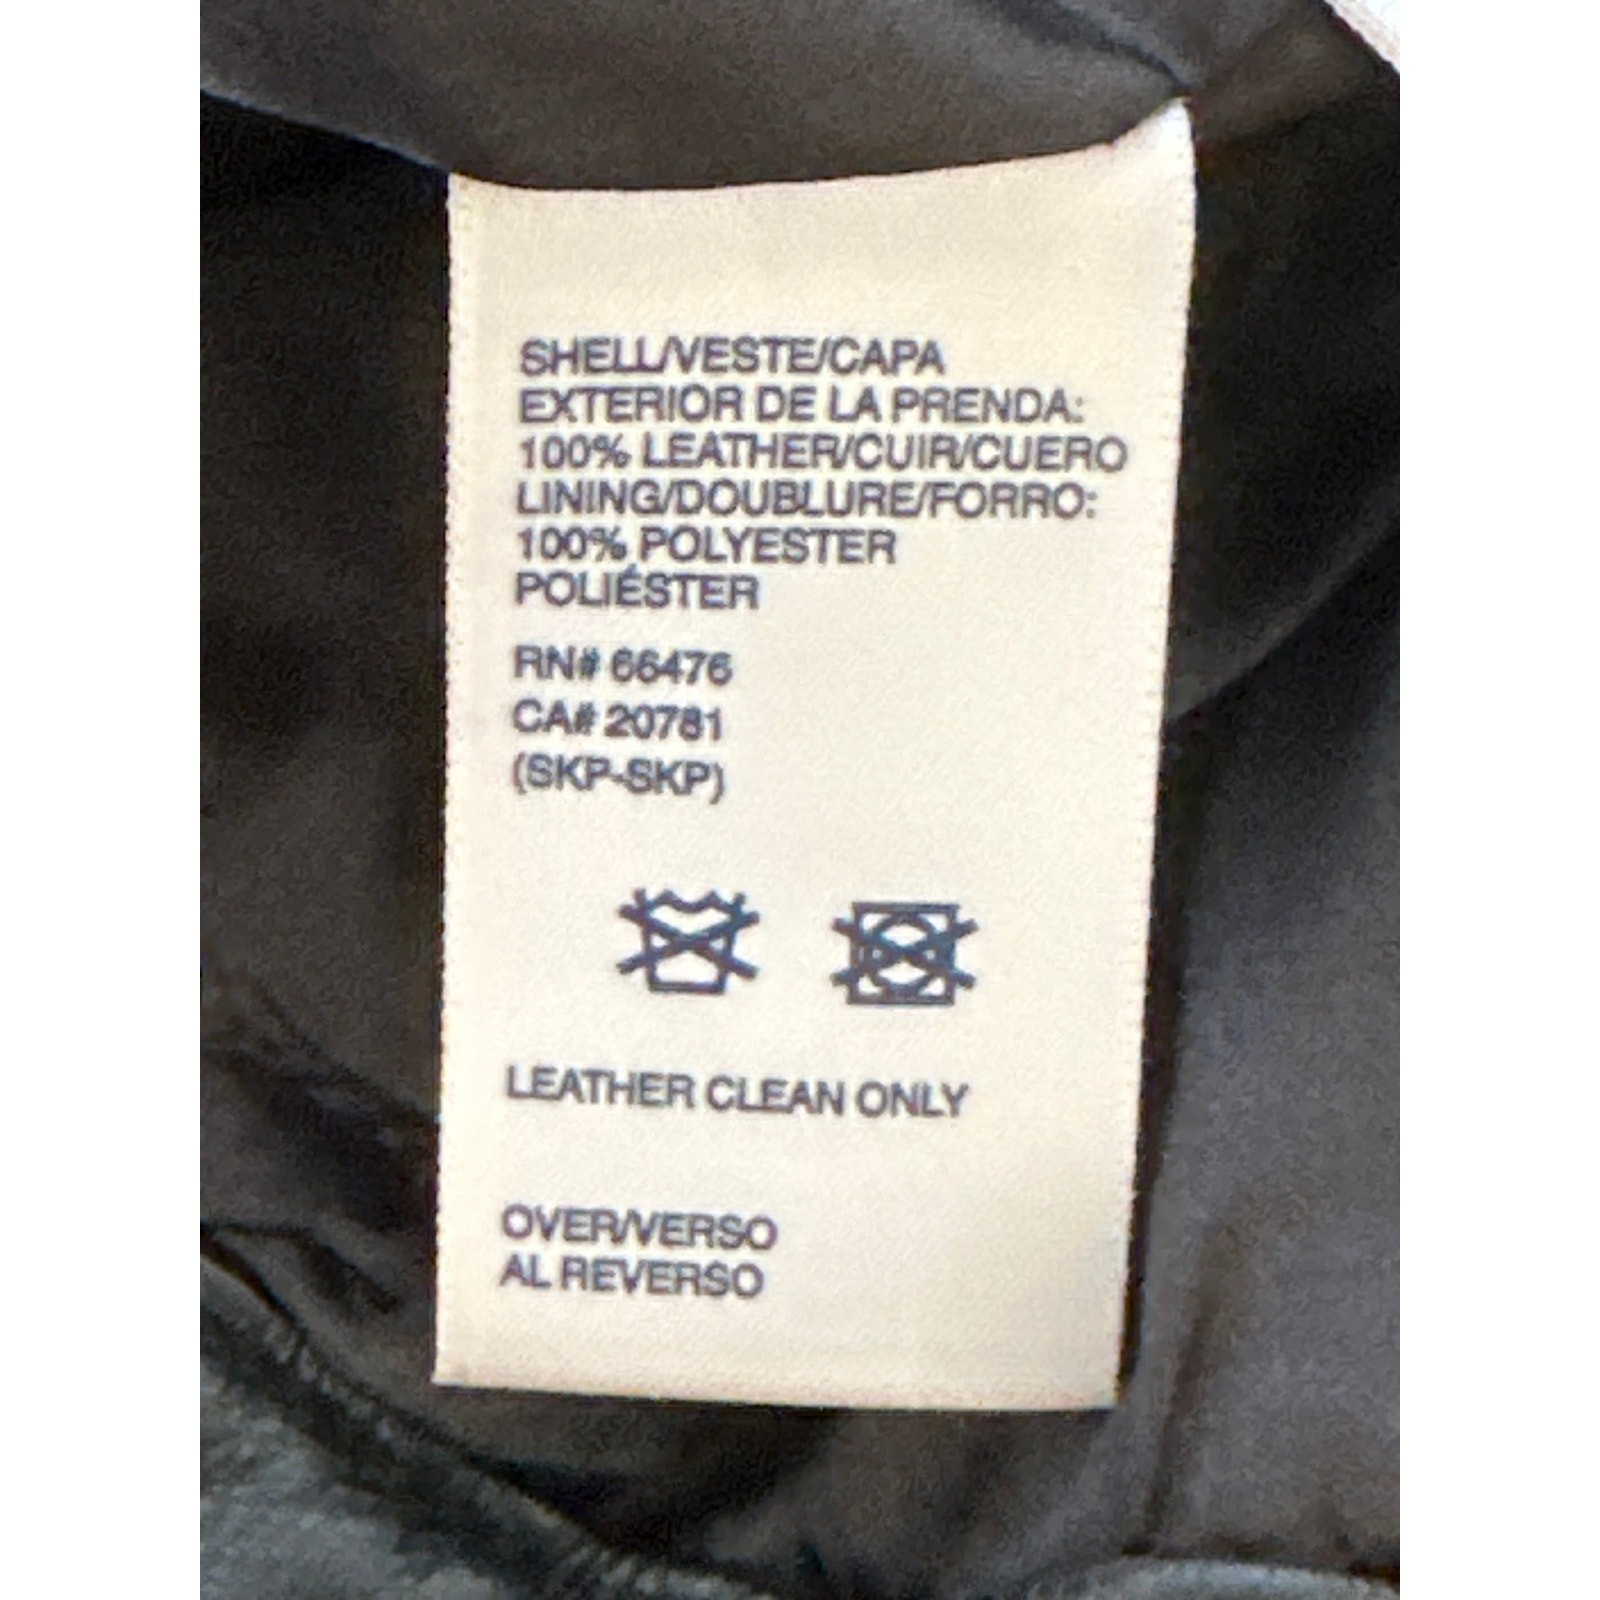 SHELL/VESTE/CAPA
EXTERIOR DE LA PRENDA:
100% LEATHER/CUIR/CUERO
LINING/DOUBLURE/FORRO:
100% POLYESTER
POLIÉSTER
RN# 66476
CA# 20781
(SKP-SKP)
LEATHER CLEAN ONLY
OVER/VERSO
AL REVERSO